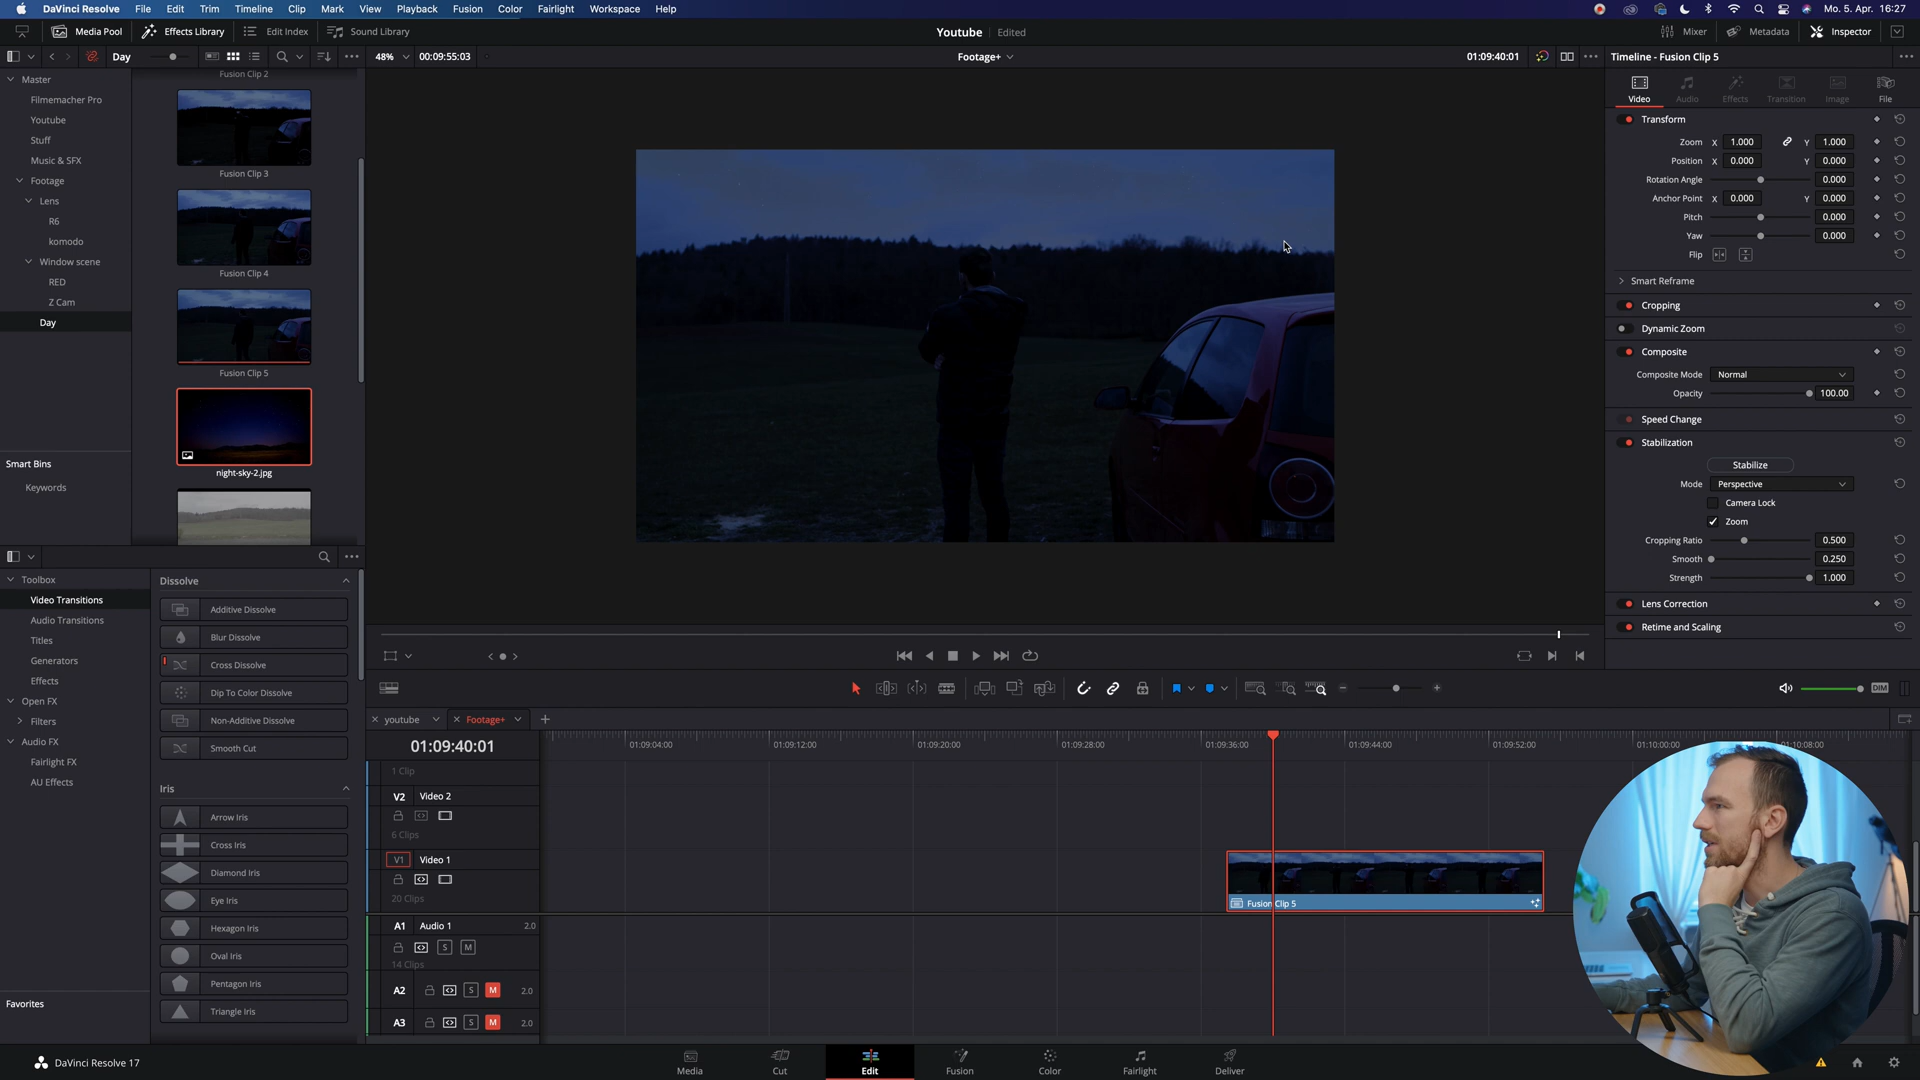 DaVinci Resolve File Edit Trim Timeline Clip Mark View Playback Fusion Color Fairlight Workspace Help
Mo. 5. Apr. 16:27
Media Pool Effects Library Edit Index Sound Library
Youtube Edited
Mixer Metadata Inspector
Day
48% 00:09:55:03
Footage+
01:09:40:01
Timeline - Fusion Clip 5
Master
Filmemacher Pro
Youtube
Stuff
Music & SFX
Footage
Lens
R6
komodo
Window scene
RED
Z Cam
Day
Smart Bins
Keywords
Fusion Clip 2
Fusion Clip 3
Fusion Clip 4
Fusion Clip 5
night-sky-2.jpg
Video Audio Effects Transition Image File
Transform
Zoom X 1.000 Y 1.000
Position X 0.000 Y 0.000
Rotation Angle 0.000
Anchor Point X 0.000 Y 0.000
Pitch 0.000
Yaw 0.000
Flip
Smart Reframe
Cropping
Dynamic Zoom
Composite
Composite Mode Normal
Opacity 100.00
Speed Change
Stabilization
Stabilize
Mode Perspective
Camera Lock
Zoom
Cropping Ratio 0.500
Smooth 0.250
Strength 1.000
Lens Correction
Retime and Scaling
Toolbox
Video Transitions
Audio Transitions
Titles
Generators
Effects
Open FX
Filters
Audio FX
Fairlight FX
AU Effects
Favorites
Dissolve
Additive Dissolve
Blur Dissolve
Cross Dissolve
Dip To Color Dissolve
Non-Additive Dissolve
Smooth Cut
Iris
Arrow Iris
Cross Iris
Diamond Iris
Eye Iris
Hexagon Iris
Oval Iris
Pentagon Iris
Triangle Iris
DIM
youtube Footage+
01:09:40:01
01:09:04:00 01:09:12:00 01:09:20:00 01:09:28:00 01:09:36:00 01:09:44:00 01:09:52:00 01:10:00:00 01:10:08:00
1 Clip
V2 Video 2
6 Clips
V1 Video 1
20 Clips
Fusion Clip 5
A1 Audio 1 2.0
S M
14 Clips
A2 S M 2.0
A3 S M 2.0
DaVinci Resolve 17
Media Cut Edit Fusion Color Fairlight Deliver